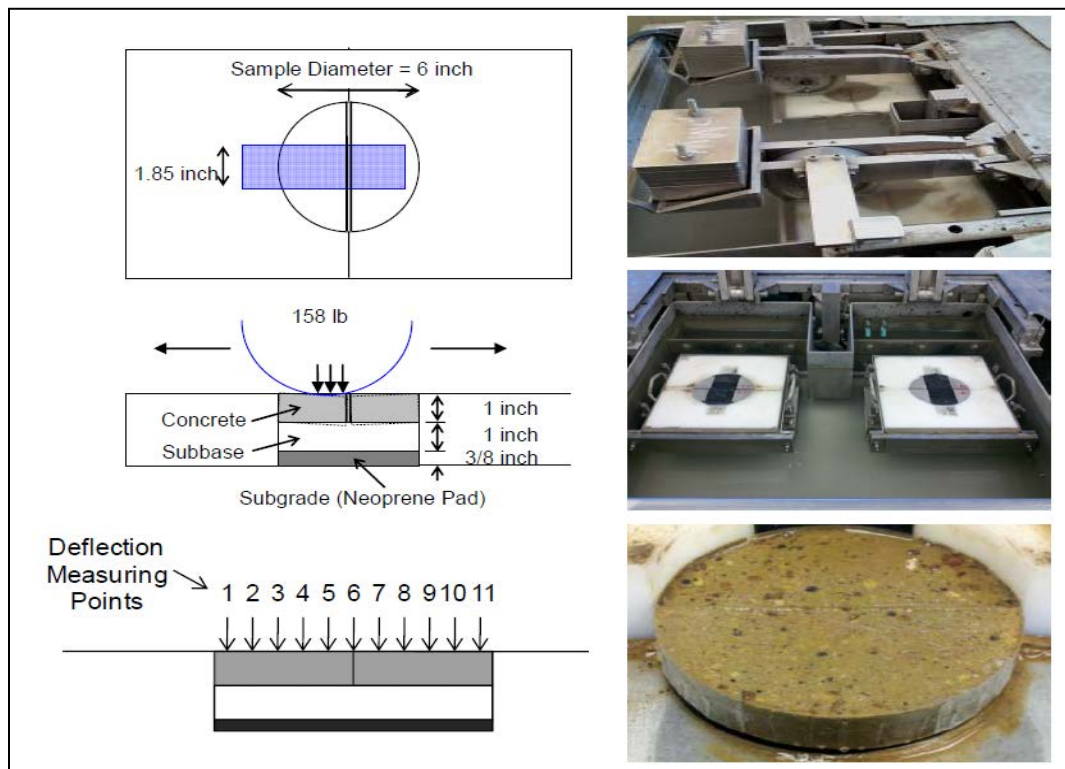 Sample Diameter = 6 inch
1.85 inch
158 lb
Concrete
Subbase
1 inch
1 inch
3/8 inch
Subgrade (Neoprene Pad)
Deflection
Measuring
Points
1 2 3 4 5 6 7 8 9 10 11